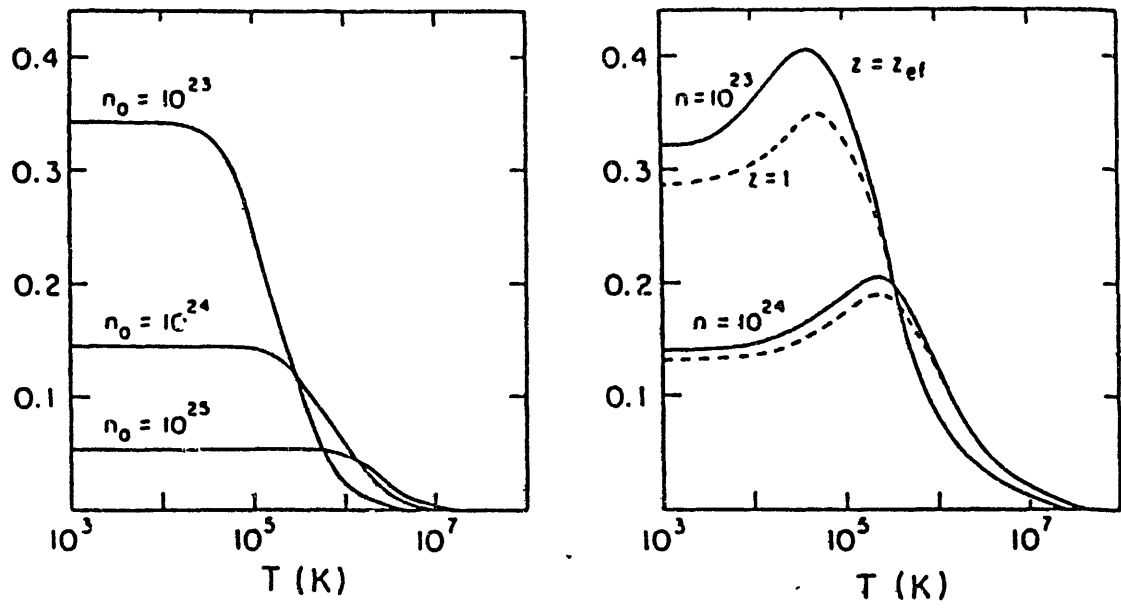 0.4
0.3
0.2
0.1
n₀ = 10²³
n₀ = 10²⁴
n₀ = 10²⁵
10³
10⁵
10⁷
T (K)
0.4
0.3
0.2
0.1
n = 10²³
z = z_ef
z = 1
n = 10²⁴
10³
10⁵
10⁷
T (K)